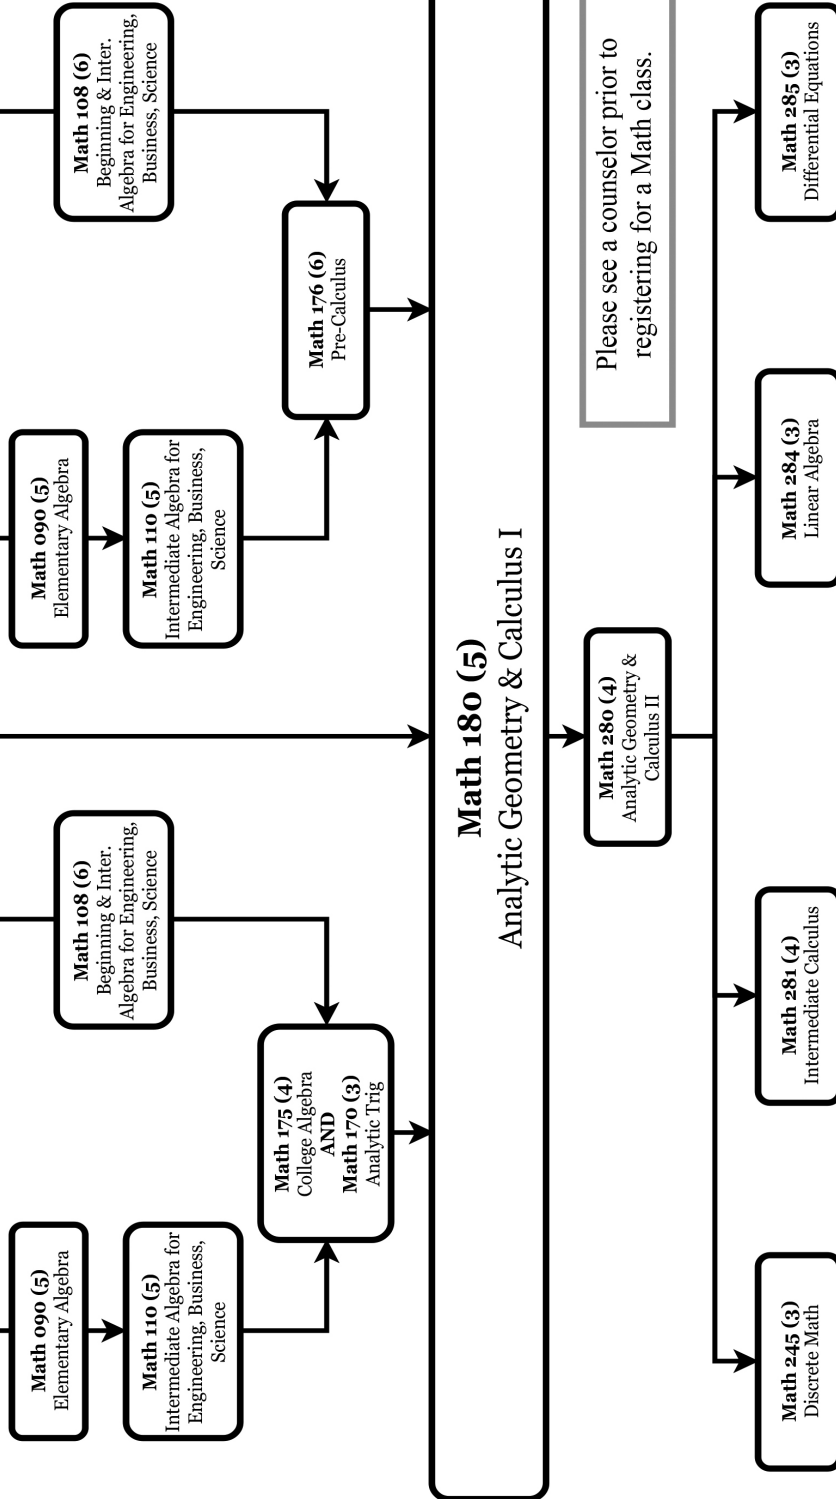 Math 090 (5)
Elementary Algebra
Math 108 (6)
Beginning & Inter.
Algebra for Engineering,
Business, Science
Math 090 (5)
Elementary Algebra
Math 108 (6)
Beginning & Inter.
Algebra for Engineering,
Business, Science
Math 110 (5)
Intermediate Algebra for
Engineering, Business,
Science
Math 110 (5)
Intermediate Algebra for
Engineering, Business,
Science
Math 175 (4)
College Algebra
AND
Math 170 (3)
Analytic Trig
Math 176 (6)
Pre-Calculus
Math 180 (5)
Analytic Geometry & Calculus I
Math 280 (4)
Analytic Geometry &
Calculus II
Please see a counselor prior to
registering for a Math class.
Math 245 (3)
Discrete Math
Math 281 (4)
Intermediate Calculus
Math 284 (3)
Linear Algebra
Math 285 (3)
Differential Equations